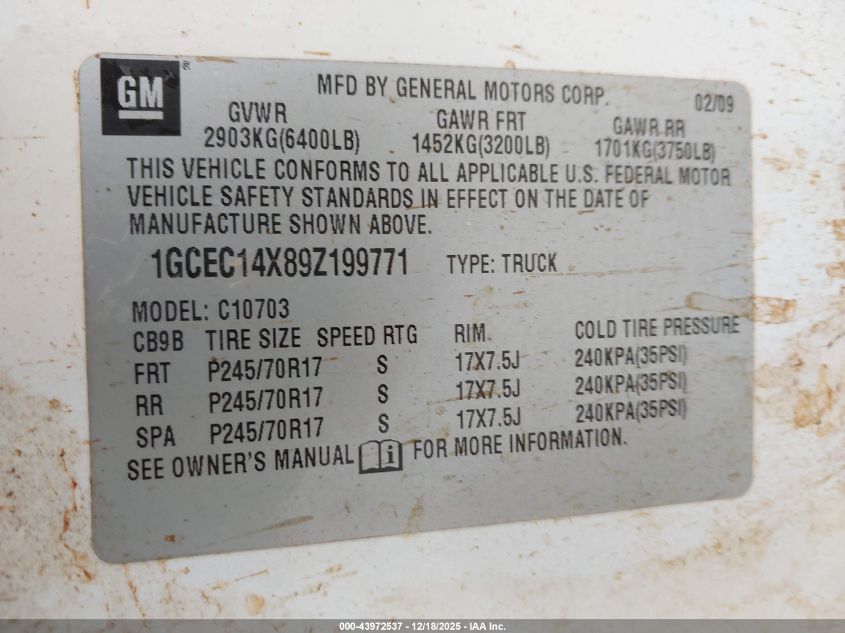 GM ®
MFD BY GENERAL MOTORS CORP. 02/09
GVWR GAWR FRT GAWR RR
2903KG(6400LB) 1452KG(3200LB) 1701KG(3750LB)
THIS VEHICLE CONFORMS TO ALL APPLICABLE U.S. FEDERAL MOTOR
VEHICLE SAFETY STANDARDS IN EFFECT ON THE DATE OF
MANUFACTURE SHOWN ABOVE.
1GCEC14X89Z199771 TYPE: TRUCK
MODEL: C10703
CB9B TIRE SIZE SPEED RTG RIM. COLD TIRE PRESSURE
FRT P245/70R17 S 17X7.5J 240KPA(35PSI)
RR P245/70R17 S 17X7.5J 240KPA(35PSI)
SPA P245/70R17 S 17X7.5J 240KPA(35PSI)
SEE OWNER'S MANUAL i FOR MORE INFORMATION.
000-43972537 - 12/18/2025 - IAA Inc.